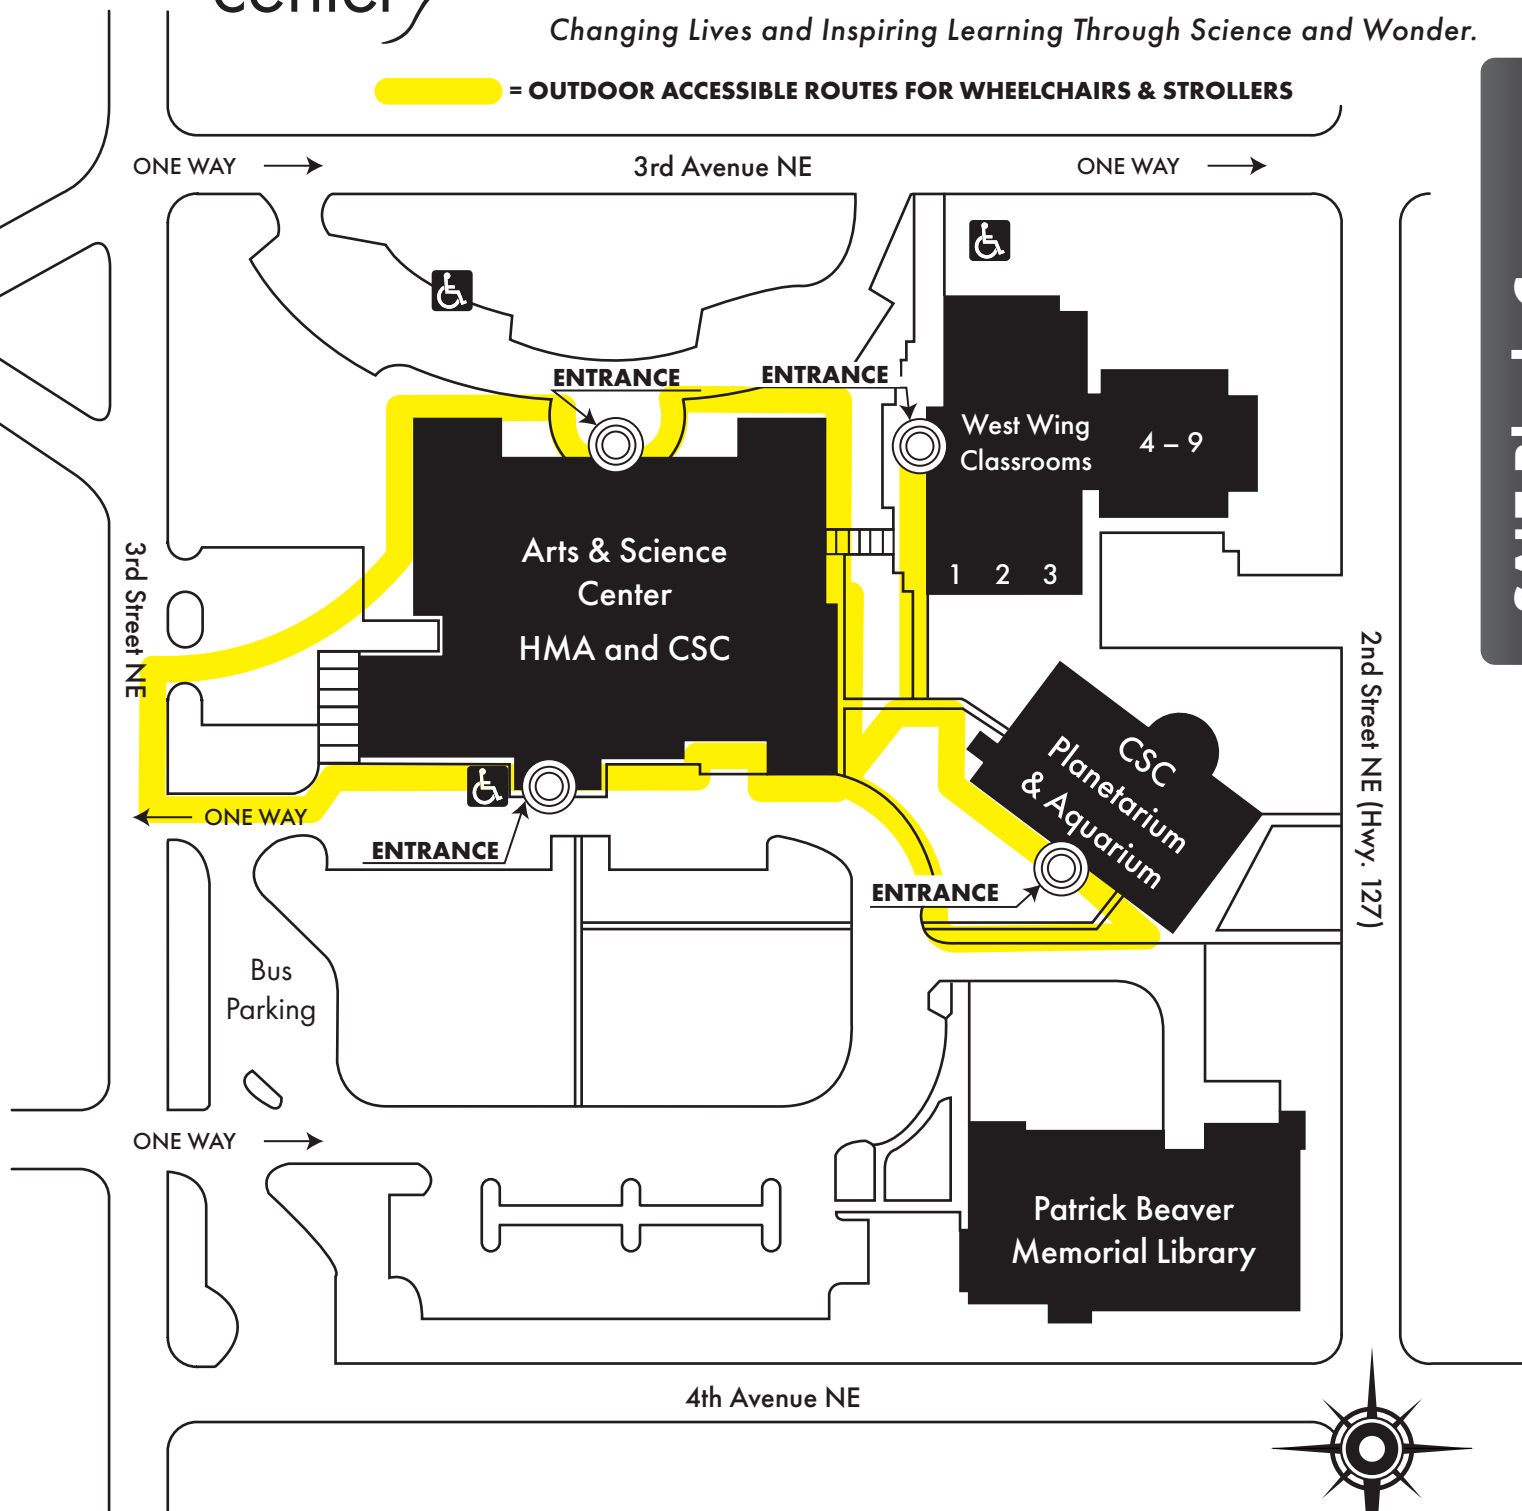 center
Changing Lives and Inspiring Learning Through Science and Wonder.
= OUTDOOR ACCESSIBLE ROUTES FOR WHEELCHAIRS & STROLLERS
ONE WAY
3rd Avenue NE
ONE WAY
ENTRANCE
ENTRANCE
West Wing
Classrooms
4 – 9
1 2 3
Arts & Science
Center
HMA and CSC
3rd Street NE
2nd Street NE (Hwy. 127)
CSC
Planetarium
& Aquarium
ONE WAY
ENTRANCE
ENTRANCE
Bus
Parking
ONE WAY
Patrick Beaver
Memorial Library
4th Avenue NE